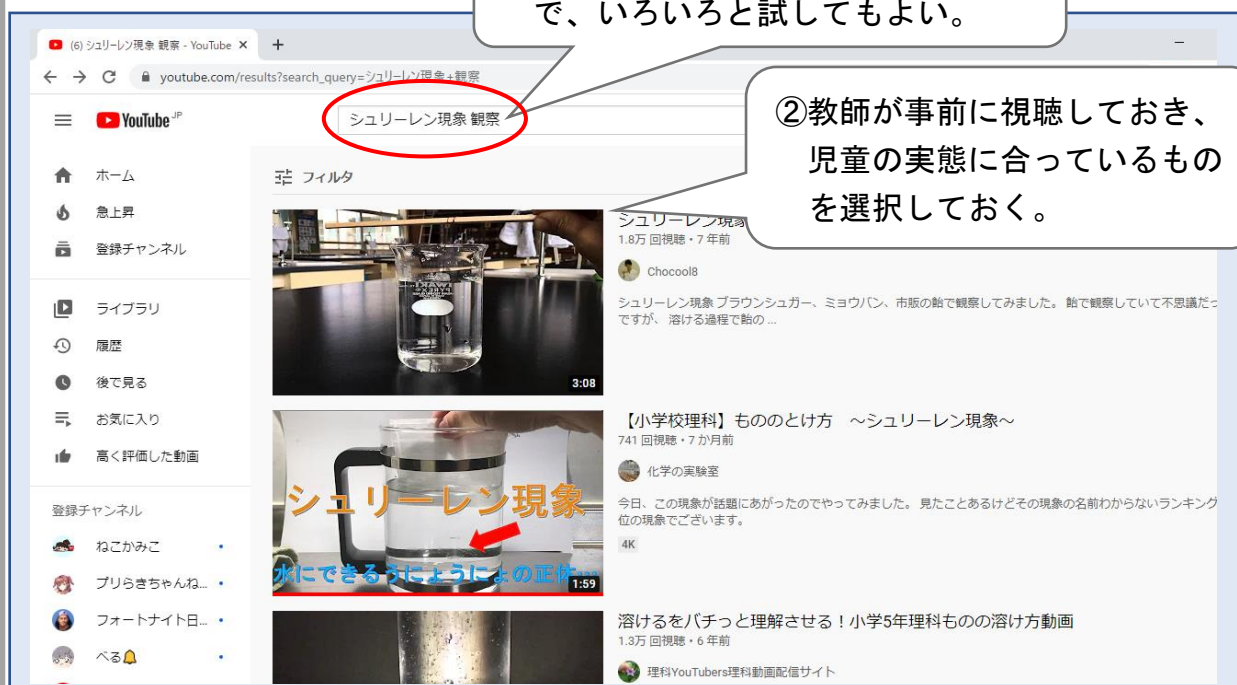 で、いろいろと試してもよい。
(6) シュリーレン現象 観察 - YouTube
youtube.com/results?search_query=シュリーレン現象+観察
YouTube JP
シュリーレン現象 観察
②教師が事前に視聴しておき、
児童の実態に合っているもの
を選択しておく。
ホーム
急上昇
登録チャンネル
ライブラリ
履歴
後で見る
お気に入り
高く評価した動画
登録チャンネル
ねこかみこ
プリらきちゃんね...
フォートナイト日...
べる
フィルタ
シュリーレン現象
1.8万 回視聴・7 年前
Chocool8
シュリーレン現象 ブラウンシュガー、ミョウバン、市販の飴で観察してみました。 飴で観察していて不思議だっ
ですが、 溶ける過程で飴の ...
IWAKI
PYREX
3:08
【小学校理科】もののとけ方 ～シュリーレン現象～
741 回視聴・7 か月前
化学の実験室
今日、この現象が話題にあがったのでやってみました。 見たことあるけどその現象の名前わからないランキング
位の現象でございます。
4K
シュリーレン現象
水にできるうにょうにょの正体
1:59
溶けるをバチっと理解させる！小学5年理科ものの溶け方動画
1.3万 回視聴・6 年前
理科YouTubers理科動画配信サイト